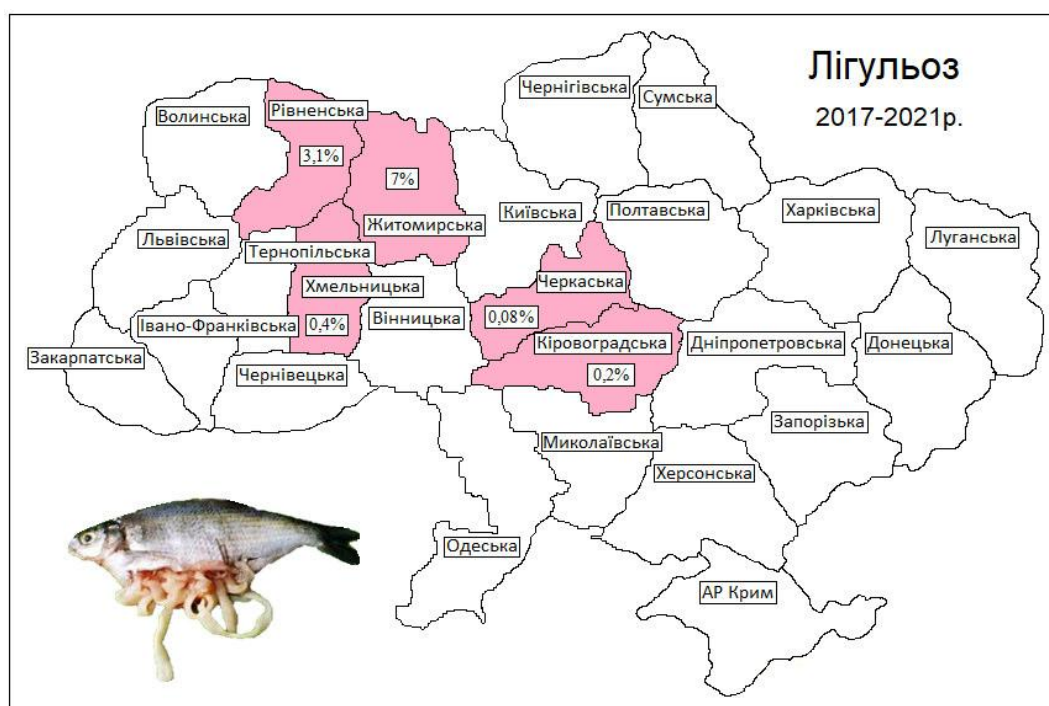 Лігульоз
2017-2021р.
Чернігівська
Сумська
Волинська
Рівненська
3,1%
7%
Житомирська
Київська
Полтавська
Харківська
Луганська
Львівська
Тернопільська
Хмельницька
0,4%
Вінницька
Черкаська
0,08%
Кіровоградська
0,2%
Дніпропетровська
Донецька
Івано-Франківська
Закарпатська
Чернівецька
Запорізька
Миколаївська
Херсонська
Одеська
АР Крим